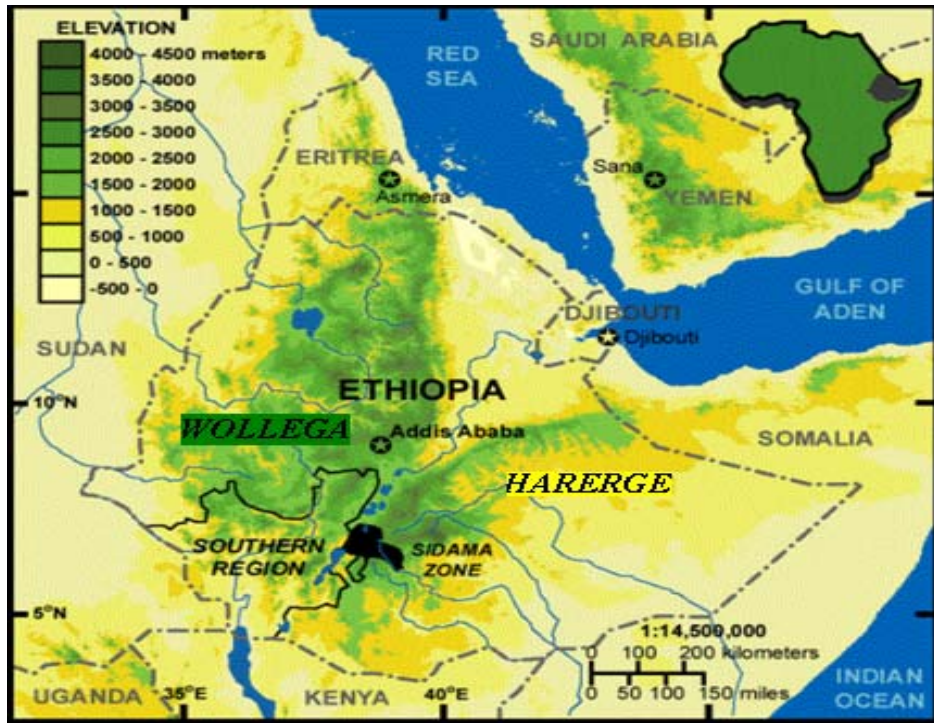 ELEVATION
4000 - 4500 meters
3500 - 4000
3000 - 3500
2500 - 3000
2000 - 2500
1500 - 2000
1000 - 1500
500 - 1000
0 - 500
-500 - 0
RED
SEA
SAUDI ARABIA
ERITREA
Asmera
Sana
YEMEN
GULF OF
ADEN
DJIBOUTI
Djibouti
SUDAN
10°N
ETHIOPIA
WOLLEGA
Addis Ababa
SOMALIA
HARERGE
SOUTHERN
REGION
SIDAMA
ZONE
5°N
1:14,500,000
0 100 200 kilometers
0 50 100 150 miles
UGANDA
35°E
KENYA
40°E
INDIAN
OCEAN